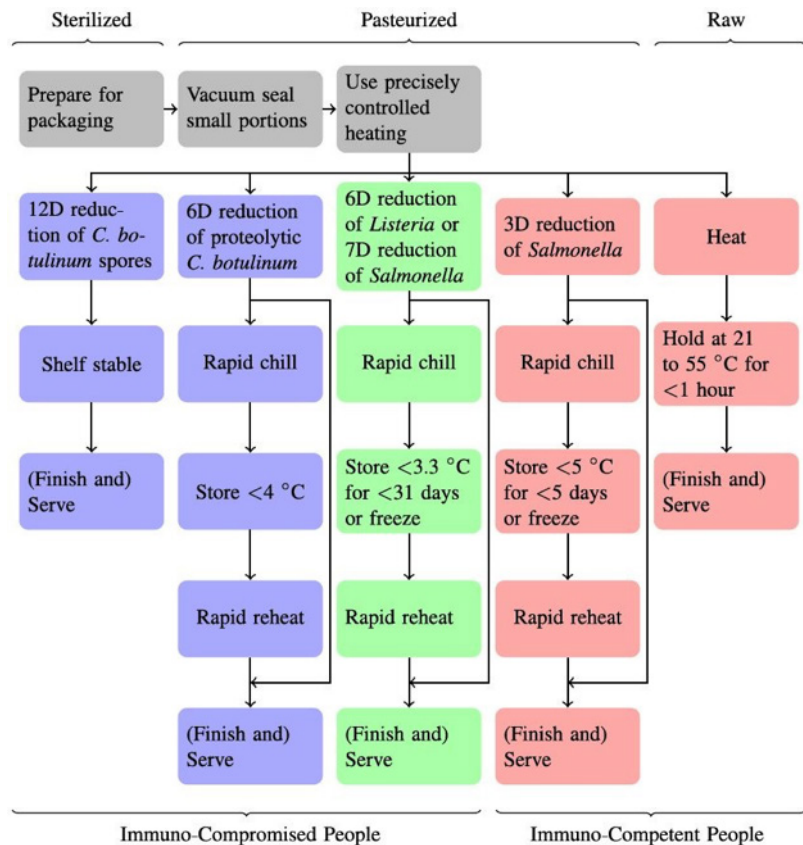 Sterilized
Pasteurized
Raw
Prepare for
packaging
Vacuum seal
small portions
Use precisely
controlled
heating
12D reduc-
tion of C. bo-
tulinum spores
6D reduction
of proteolytic
C. botulinum
6D reduction
of Listeria or
7D reduction
of Salmonella
3D reduction
of Salmonella
Heat
Shelf stable
Rapid chill
Rapid chill
Rapid chill
Hold at 21
to 55 °C for
<1 hour
(Finish and)
Serve
Store <4 °C
Store <3.3 °C
for <31 days
or freeze
Store <5 °C
for <5 days
or freeze
(Finish and)
Serve
Rapid reheat
Rapid reheat
Rapid reheat
(Finish and)
Serve
(Finish and)
Serve
(Finish and)
Serve
Immuno-Compromised People
Immuno-Competent People